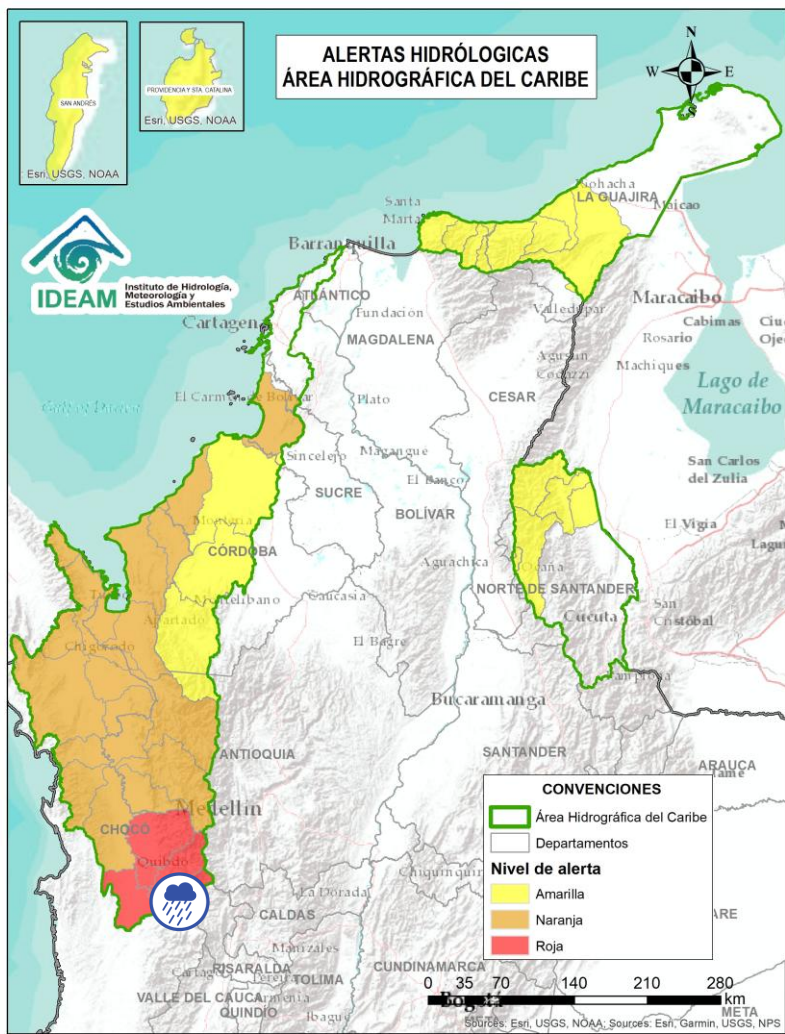 ALERTAS HIDRÓLOGICAS
ÁREA HIDROGRÁFICA DEL CARIBE
N
W
E
S
SAN ANDRÉS
Esri, USGS, NOAA
PROVIDENCIA Y STA. CATALINA
Esri, USGS, NOAA
IDEAM
Instituto de Hidrología,
Meteorología y
Estudios Ambientales
Riohacha
LA GUAJIRA
Maicao
Santa
Marta
Barranquilla
ATLÁNTICO
Cartagena
Fundación
MAGDALENA
Valledupar
Maracaibo
Cabimas
Rosario
Machiques
Agustín
Codazzi
CESAR
Lago de
Maracaibo
El Carmen de Bolívar
Plato
Sincelejo
Magangue
SUCRE
El Banco
BOLÍVAR
San Carlos
del Zulia
El Vigia
Montería
CÓRDOBA
Aguachica
Ocaña
NORTE DE SANTANDER
Montelibano
Caucasia
Apartado
Cucuta
San
Cristóbal
Chigorodo
El Bagre
Pamplona
Bucaramanga
ANTIOQUIA
SANTANDER
ARAUCA
Medellín
CHOCÓ
Quibdó
La Dorada
Chiquinquirá
CALDAS
Manizales
RISARALDA
Pereira
TOLIMA
CUNDINAMARCA
VALLE DEL CAUCA
Armenia
QUINDÍO
Ibague
Bogotá
META
META
CONVENCIONES
Área Hidrográfica del Caribe
Departamentos
Nivel de alerta
Amarilla
Naranja
Roja
0 35 70 140 210 280
km
Sources: Esri, USGS, NOAA; Sources: Esri, Garmin, USGS, NPS